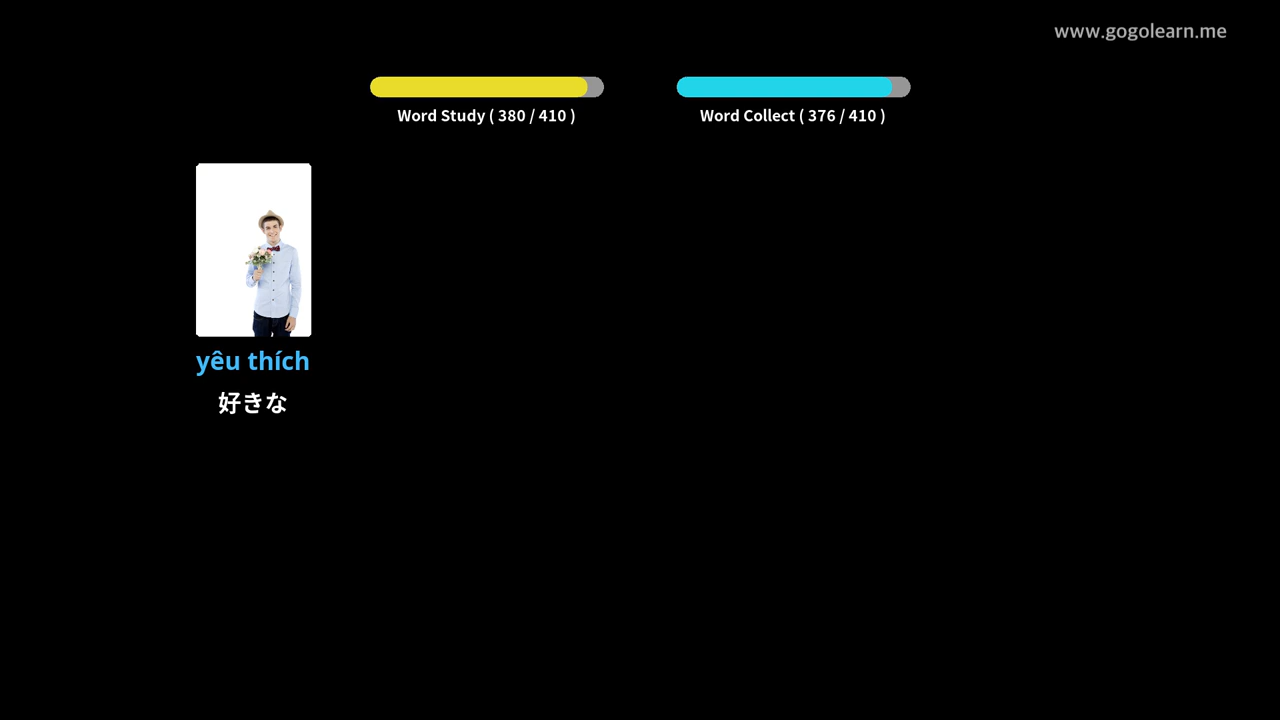 www.gogolearn.me
Word Study ( 380 / 410 )
Word Collect ( 376 / 410 )
yêu thích
好きな